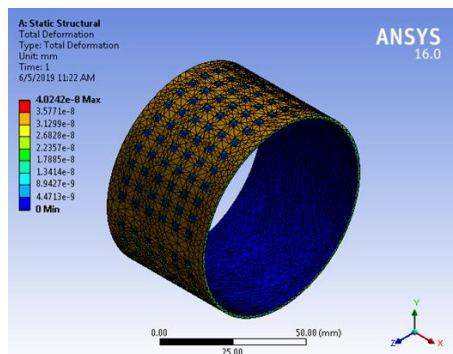 A: Static Structural
Total Deformation
Type: Total Deformation
Unit: mm
Time: 1
6/5/2019 11:22 AM
ANSYS
16.0
4.0242e-8 Max
3.5771e-8
3.1299e-8
2.6828e-8
2.2357e-8
1.7885e-8
1.3414e-8
8.9427e-9
4.4713e-9
0 Min
0.00
50.00 (mm)
25.00
Y
Z
X